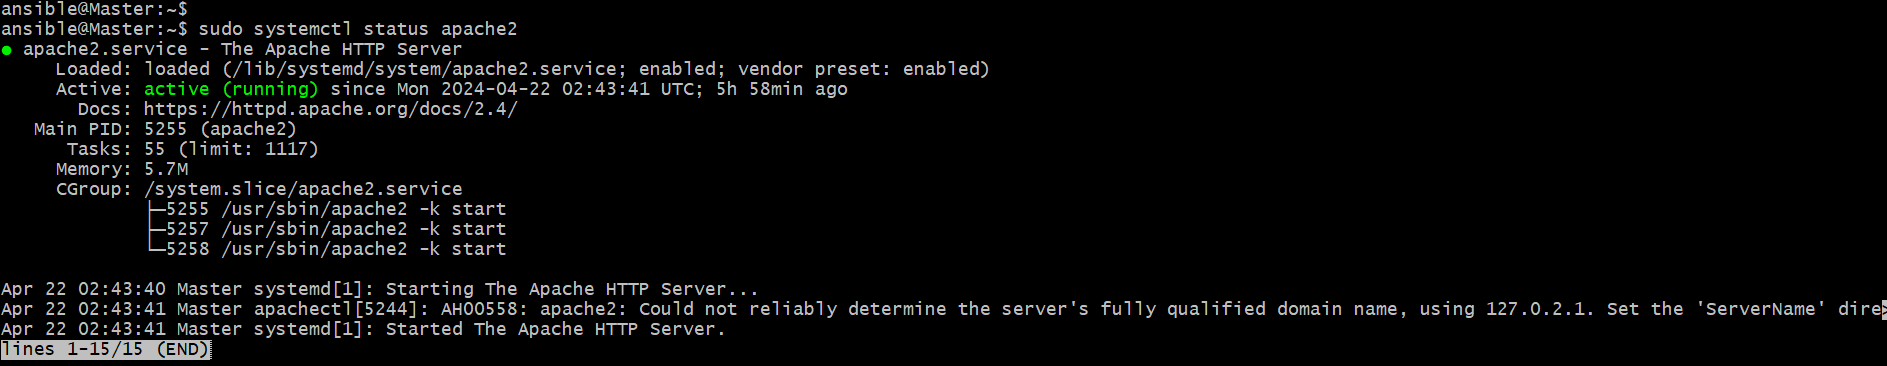 ansible@Master:~$
ansible@Master:~$ sudo systemctl status apache2
● apache2.service - The Apache HTTP Server
     Loaded: loaded (/lib/systemd/system/apache2.service; enabled; vendor preset: enabled)
     Active: active (running) since Mon 2024-04-22 02:43:41 UTC; 5h 58min ago
       Docs: https://httpd.apache.org/docs/2.4/
   Main PID: 5255 (apache2)
      Tasks: 55 (limit: 1117)
     Memory: 5.7M
     CGroup: /system.slice/apache2.service
             ├─5255 /usr/sbin/apache2 -k start
             ├─5257 /usr/sbin/apache2 -k start
             └─5258 /usr/sbin/apache2 -k start

Apr 22 02:43:40 Master systemd[1]: Starting The Apache HTTP Server...
Apr 22 02:43:41 Master apachectl[5244]: AH00558: apache2: Could not reliably determine the server's fully qualified domain name, using 127.0.2.1. Set the 'ServerName' dire>
Apr 22 02:43:41 Master systemd[1]: Started The Apache HTTP Server.
lines 1-15/15 (END)